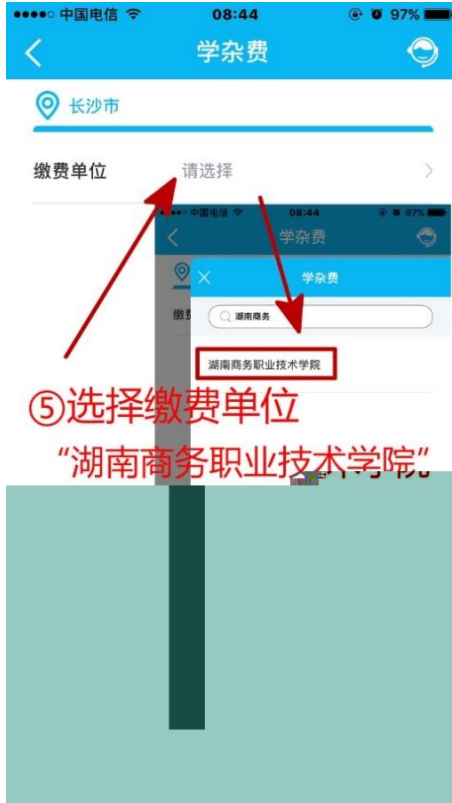 中国电信 08:44 97%
学杂费
长沙市
缴费单位 请选择
中国电信 08:44 97%
学杂费
学杂费
缴费
湖南商务
湖南商务职业技术学院
⑤选择缴费单位
“湖南商务职业技术学院”